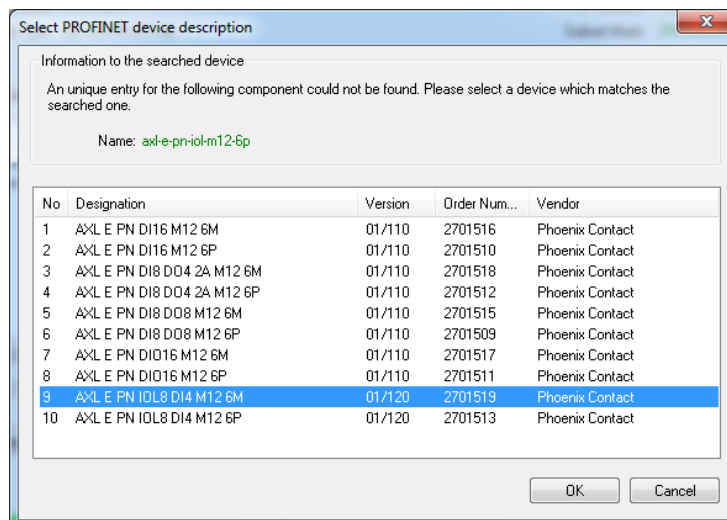 Select PROFINET device description
Information to the searched device
An unique entry for the following component could not be found. Please select a device which matches the
searched one.
Name: axl-e-pn-iol-m12-6p
No Designation Version Order Num... Vendor
1 AXL E PN DI16 M12 6M 01/110 2701516 Phoenix Contact
2 AXL E PN DI16 M12 6P 01/110 2701510 Phoenix Contact
3 AXL E PN DI8 DO4 2A M12 6M 01/110 2701518 Phoenix Contact
4 AXL E PN DI8 DO4 2A M12 6P 01/110 2701512 Phoenix Contact
5 AXL E PN DI8 DO8 M12 6M 01/110 2701515 Phoenix Contact
6 AXL E PN DI8 DO8 M12 6P 01/110 2701509 Phoenix Contact
7 AXL E PN DIO16 M12 6M 01/110 2701517 Phoenix Contact
8 AXL E PN DIO16 M12 6P 01/110 2701511 Phoenix Contact
9 AXL E PN IOL8 DI4 M12 6M 01/120 2701519 Phoenix Contact
10 AXL E PN IOL8 DI4 M12 6P 01/120 2701513 Phoenix Contact
OK Cancel